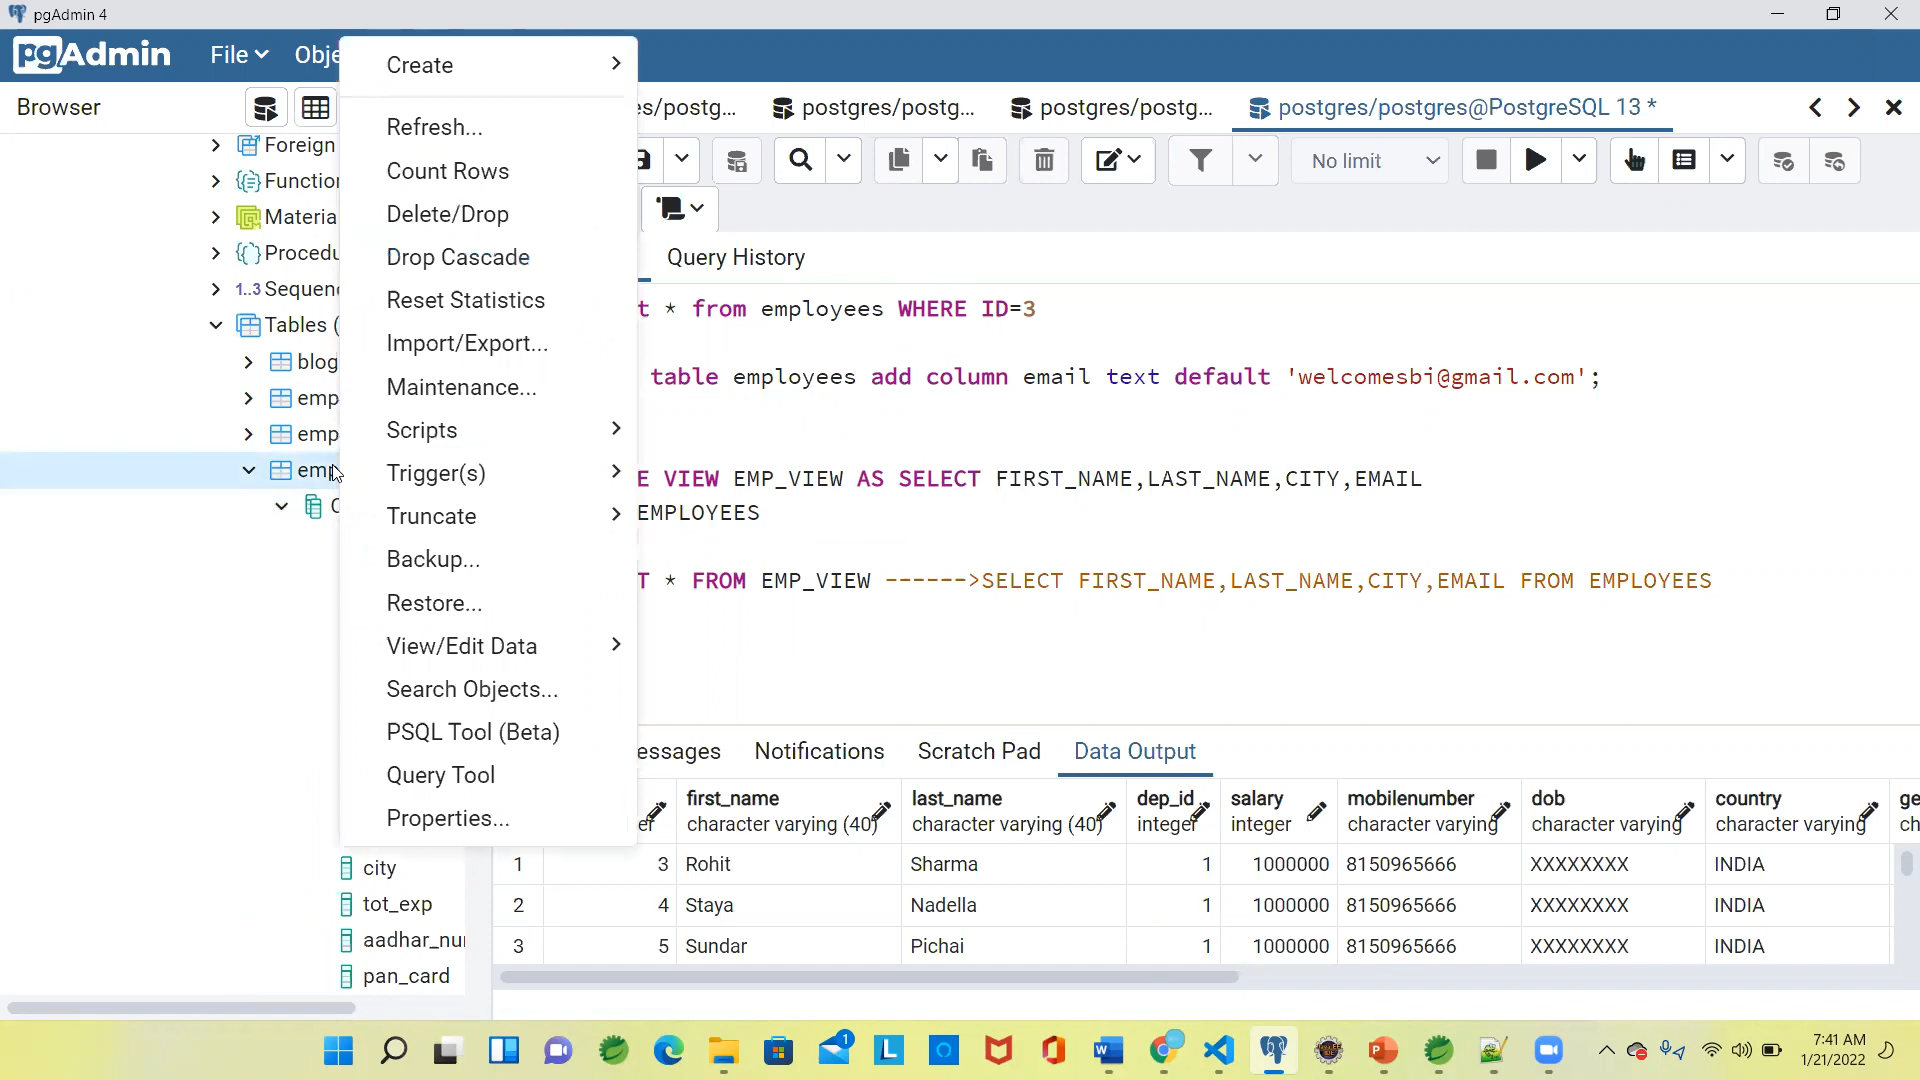 pgAdmin 4
pgAdmin
File
Obje
Browser
es/postg...
postgres/postg...
postgres/postg...
postgres/postgres@PostgreSQL 13 *
Create
Refresh...
Count Rows
Delete/Drop
Drop Cascade
Reset Statistics
Import/Export...
Maintenance...
Scripts
Trigger(s)
Truncate
Backup...
Restore...
View/Edit Data
Search Objects...
PSQL Tool (Beta)
Query Tool
Properties...
Foreign
Function
Materia
Procedu
1..3 Sequen
Tables (
blog
emp
emp
emp
C
city
tot_exp
aadhar_nu
pan_card
No limit
Query History
t * from employees WHERE ID=3
table employees add column email text default 'welcomesbi@gmail.com';
E VIEW EMP_VIEW AS SELECT FIRST_NAME,LAST_NAME,CITY,EMAIL
EMPLOYEES
T * FROM EMP_VIEW ------>SELECT FIRST_NAME,LAST_NAME,CITY,EMAIL FROM EMPLOYEES
essages Notifications Scratch Pad Data Output
first_name last_name dep_id salary mobilenumber dob country ge
er character varying (40) character varying (40) integer integer character varying character varying character varying ch
1 3 Rohit Sharma 1 1000000 8150965666 XXXXXXXX INDIA
2 4 Staya Nadella 1 1000000 8150965666 XXXXXXXX INDIA
3 5 Sundar Pichai 1 1000000 8150965666 XXXXXXXX INDIA
1
L
7:41 AM
1/21/2022